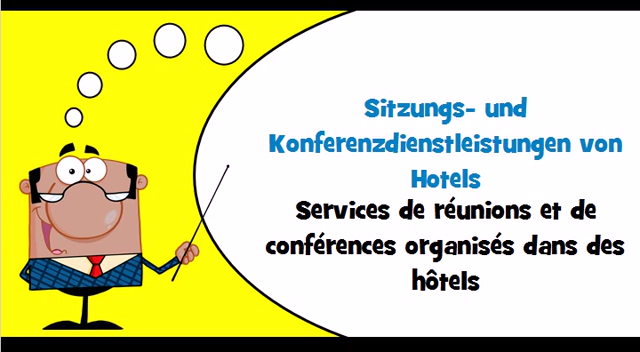 Sitzungs- und
Konferenzdienstleistungen von
Hotels
Services de réunions et de
conférences organisés dans des
hôtels